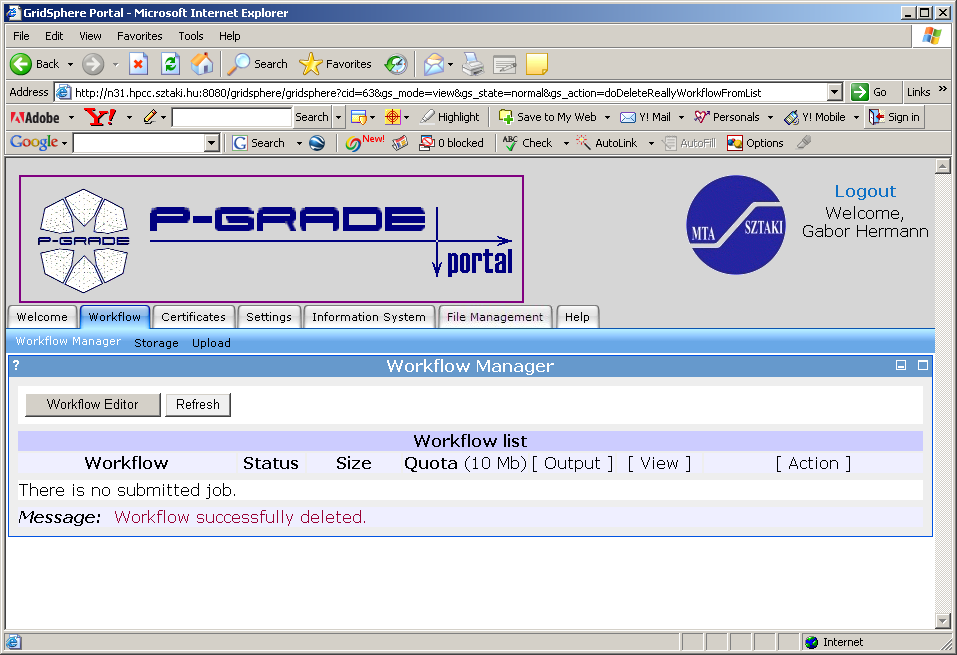 GridSphere Portal - Microsoft Internet Explorer
File Edit View Favorites Tools Help
Back Search Favorites
Address http://n31.hpcc.sztaki.hu:8080/gridsphere/gridsphere?cid=63&gs_mode=view&gs_state=normal&gs_action=doDeleteReallyWorkflowFromList Go Links »
Adobe Y! Search Highlight Save to My Web Y! Mail Personals Y! Mobile Sign in
Google G Search New! 0 blocked ABC Check AutoLink AutoFill Options
P-GRADE
P-GRADE
portal
MTA SZTAKI
Logout
Welcome,
Gabor Hermann
Welcome Workflow Certificates Settings Information System File Management Help
Workflow Manager Storage Upload
? Workflow Manager
Workflow Editor Refresh
Workflow list
Workflow Status Size Quota (10 Mb) [ Output ] [ View ] [ Action ]
There is no submitted job.
Message: Workflow successfully deleted.
Internet